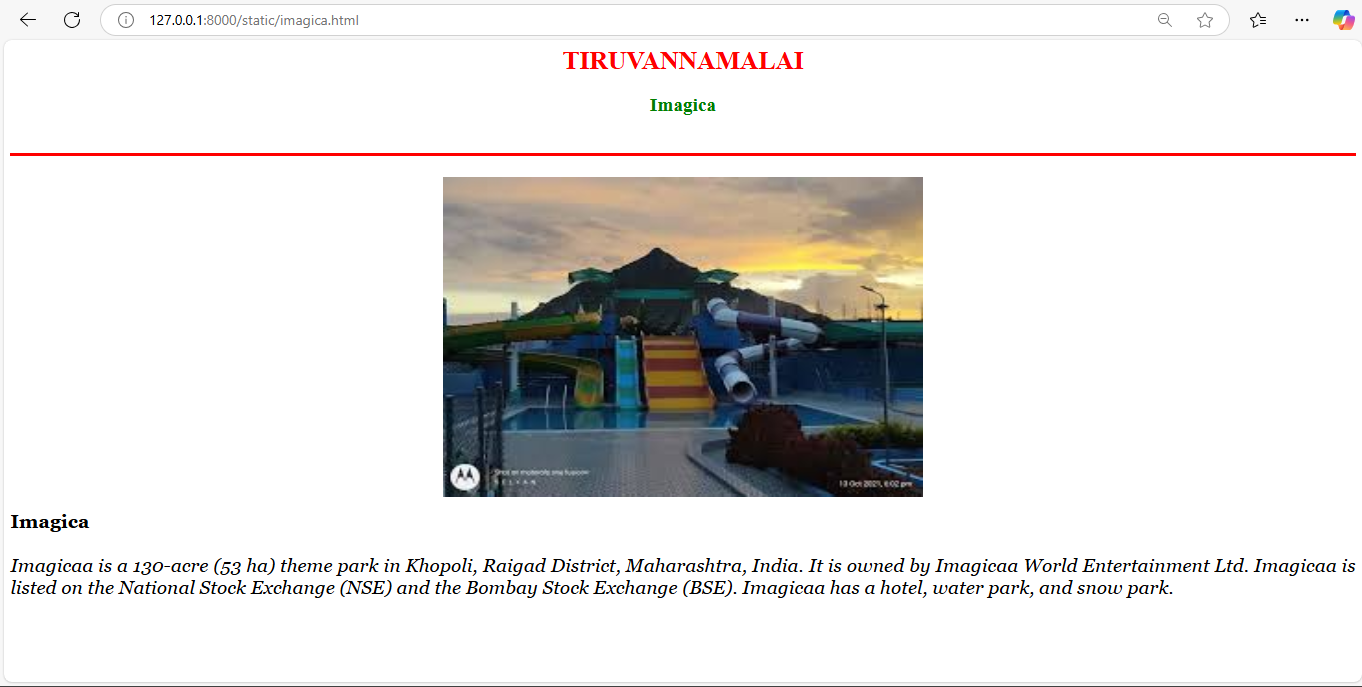 127.0.0.1:8000/static/imagica.html
TIRUVANNAMALAI
Imagica
Shot on motorola one fusion+
SELVAN
13 Oct 2021, 6:02 pm
Imagica
Imagicaa is a 130-acre (53 ha) theme park in Khopoli, Raigad District, Maharashtra, India. It is owned by Imagicaa World Entertainment Ltd. Imagicaa is
listed on the National Stock Exchange (NSE) and the Bombay Stock Exchange (BSE). Imagicaa has a hotel, water park, and snow park.